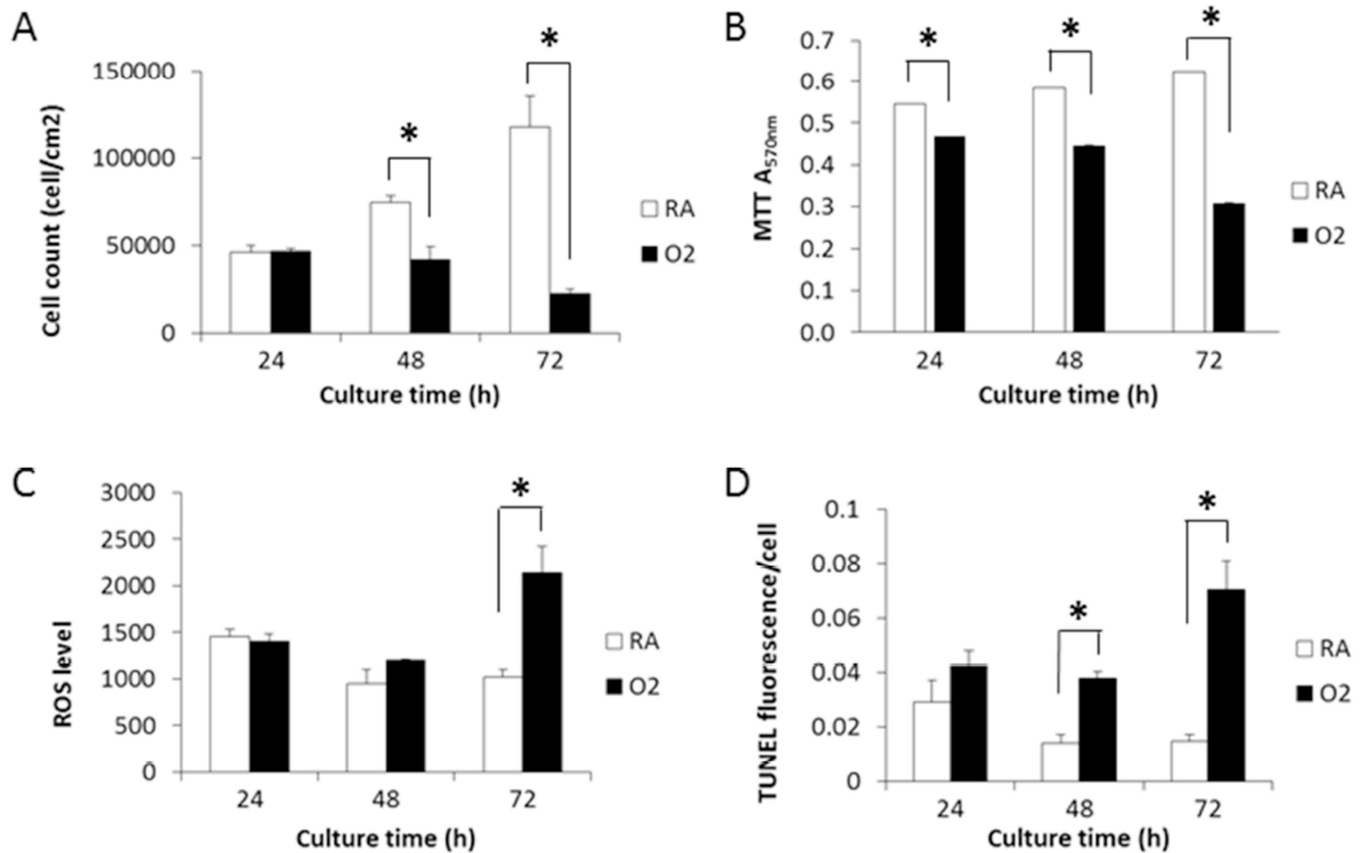 A
Cell count (cell/cm2)
150000
100000
50000
0
*
*
24
48
72
Culture time (h)
RA
O2
B
MTT A570nm
0.7
0.6
0.5
0.4
0.3
0.2
0.1
0.0
*
*
*
24
48
72
Culture time (h)
RA
O2
C
ROS level
3000
2500
2000
1500
1000
500
0
*
24
48
72
Culture time (h)
RA
O2
D
TUNEL fluorescence/cell
0.1
0.08
0.06
0.04
0.02
0
*
*
24
48
72
Culture time (h)
RA
O2